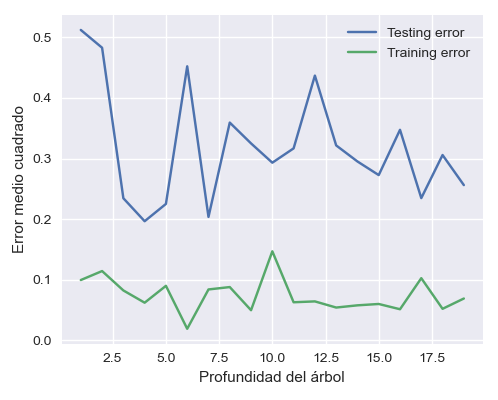 Testing error
Training error
Error medio cuadrado
0.5
0.4
0.3
0.2
0.1
0.0
2.5 5.0 7.5 10.0 12.5 15.0 17.5
Profundidad del árbol